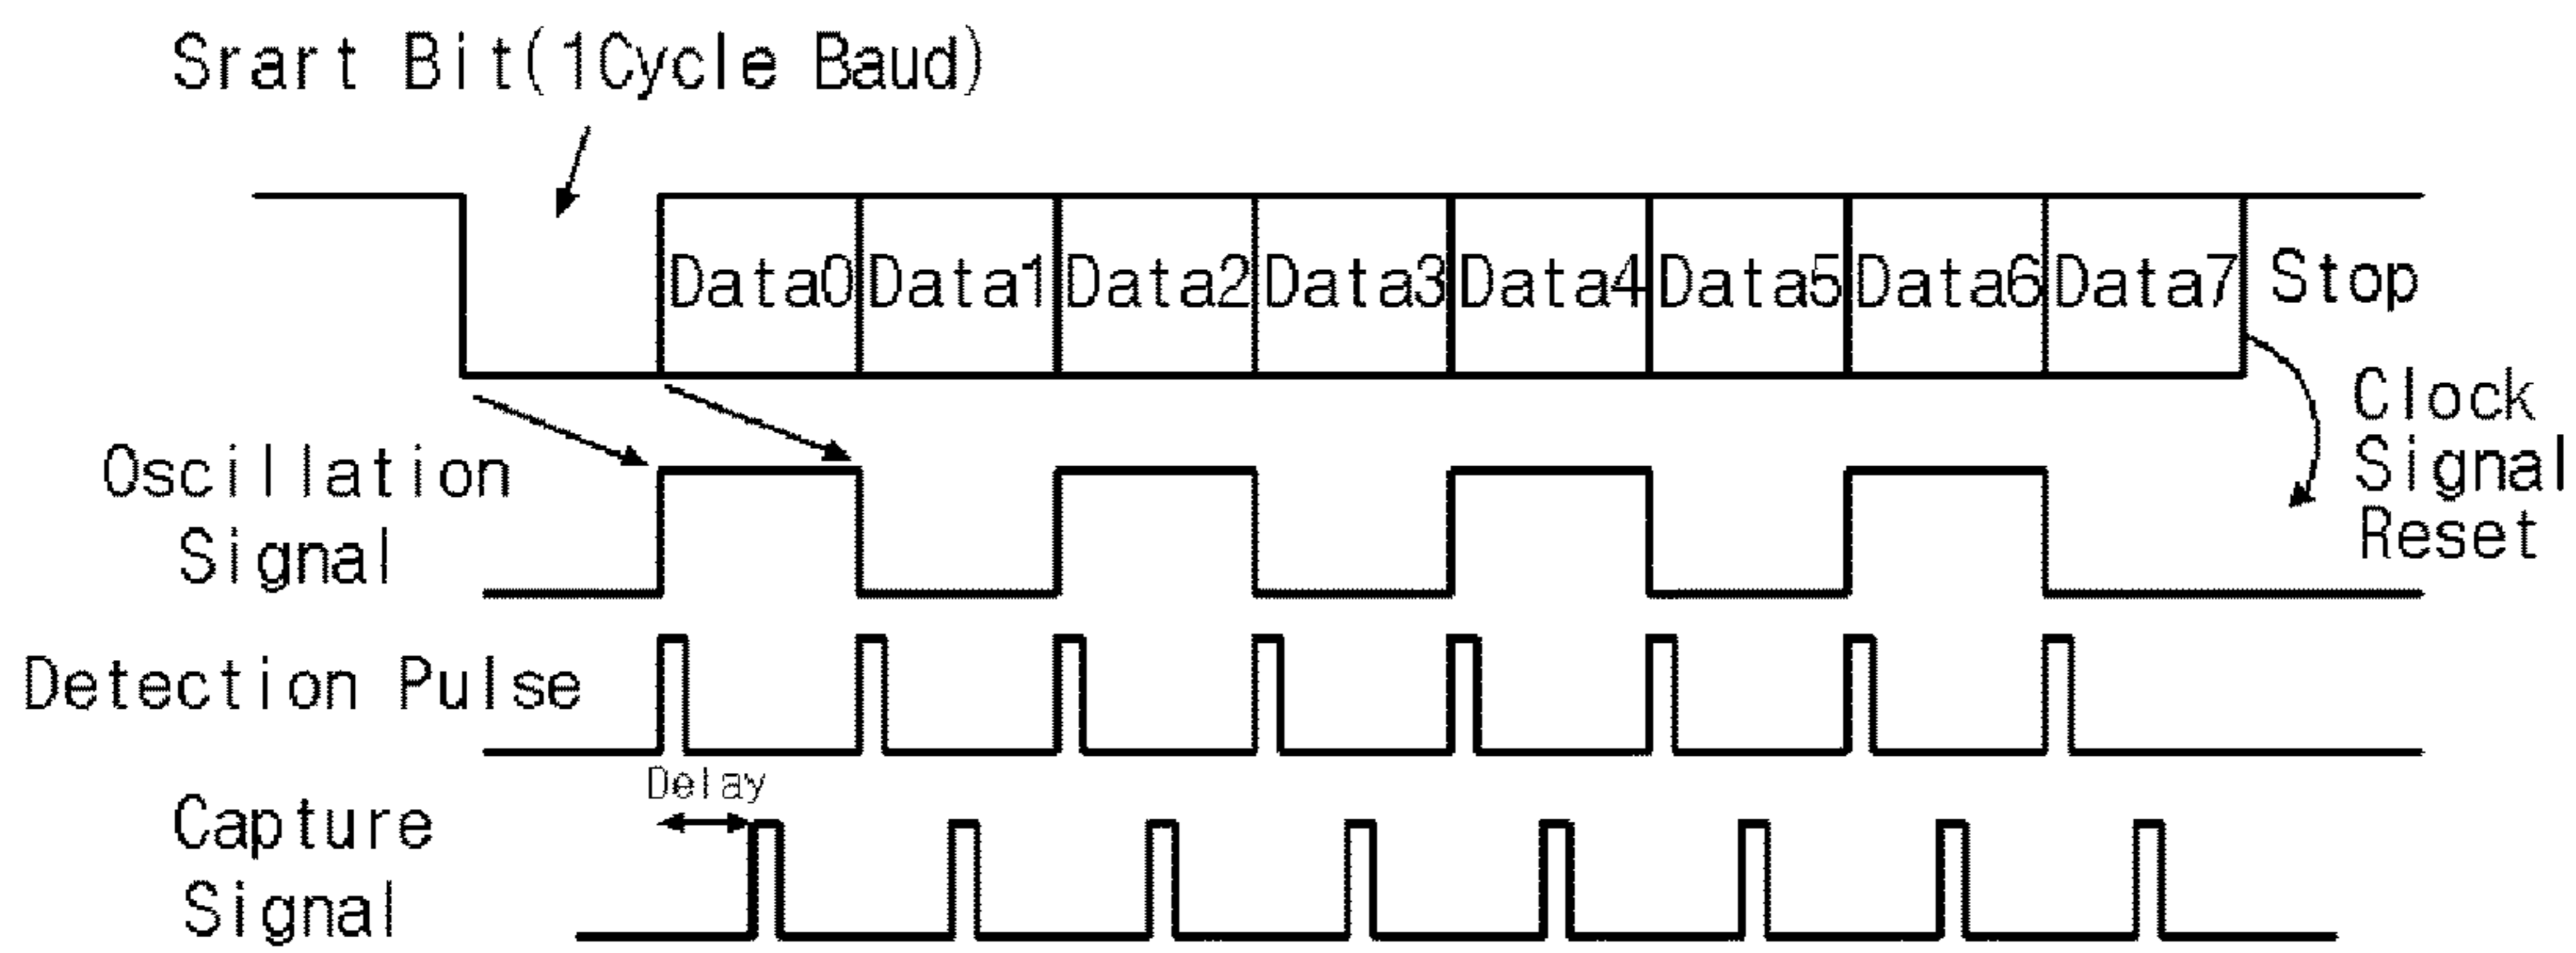 Srart Bit(1Cycle Baud)
Data0 Data1 Data2 Data3 Data4 Data5 Data6 Data7 Stop
Clock
Signal
Reset
Oscillation
Signal
Detection Pulse
Delay
Capture
Signal